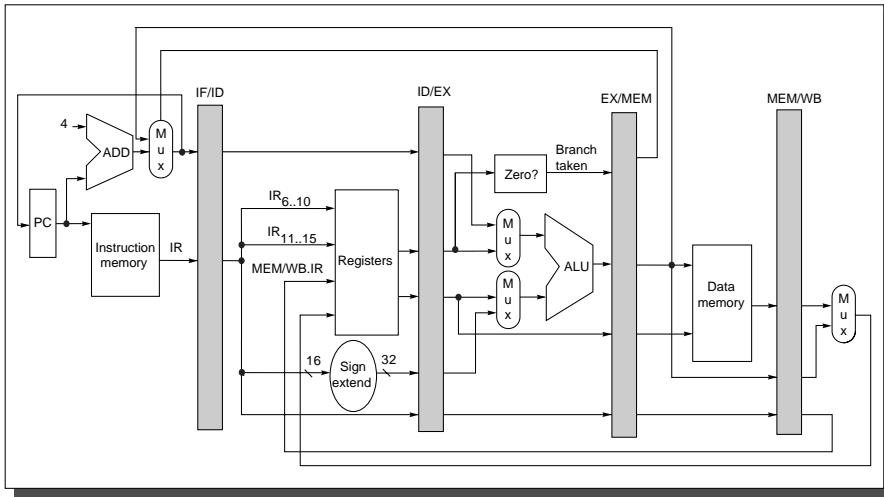 IF/ID
ID/EX
EX/MEM
MEM/WB
4
ADD
M
u
x
Branch
taken
Zero?
IR6..10
PC
Instruction
memory
IR
IR11..15
MEM/WB.IR
Registers
M
u
x
ALU
M
u
x
Data
memory
M
u
x
16
Sign
extend
32